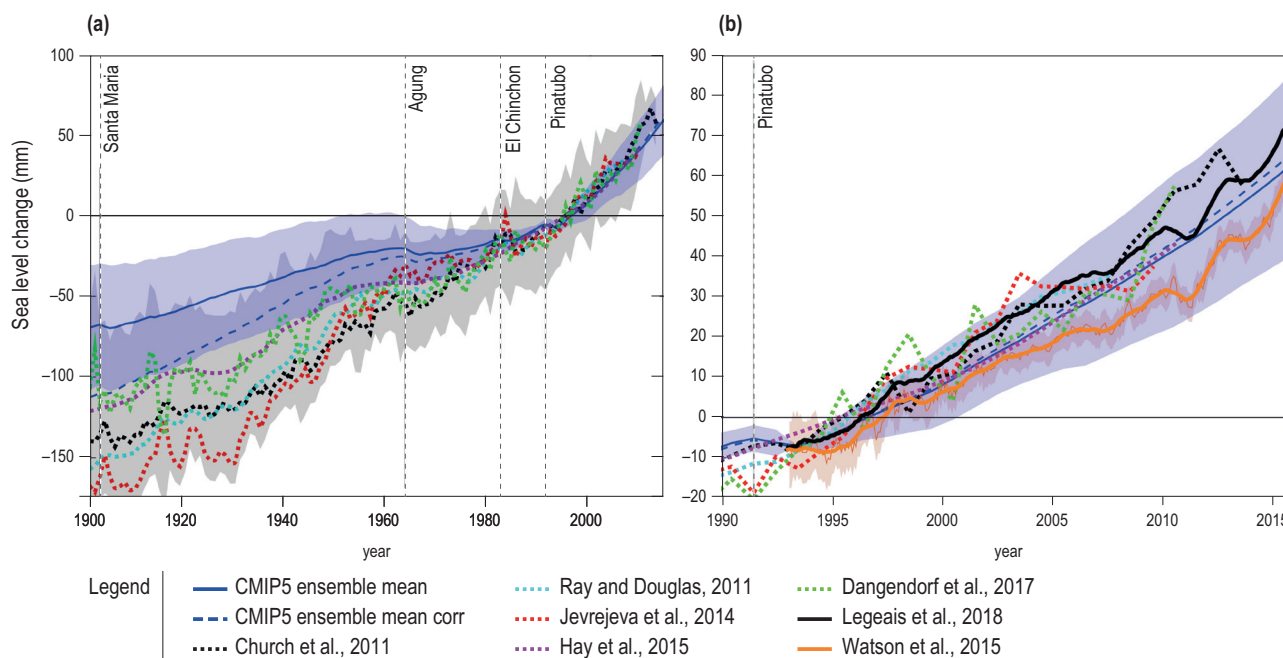 (a)
(b)
Sea level change (mm)
100
50
0
−50
−100
−150
Santa Maria
Agung
El Chinchon
Pinatubo
1900 1920 1940 1960 1980 2000
year
90
80
70
60
50
40
30
20
10
0
−10
−20
Pinatubo
1990 1995 2000 2005 2010 2015
year
Legend
CMIP5 ensemble mean
CMIP5 ensemble mean corr
Church et al., 2011
Ray and Douglas, 2011
Jevrejeva et al., 2014
Hay et al., 2015
Dangendorf et al., 2017
Legeais et al., 2018
Watson et al., 2015